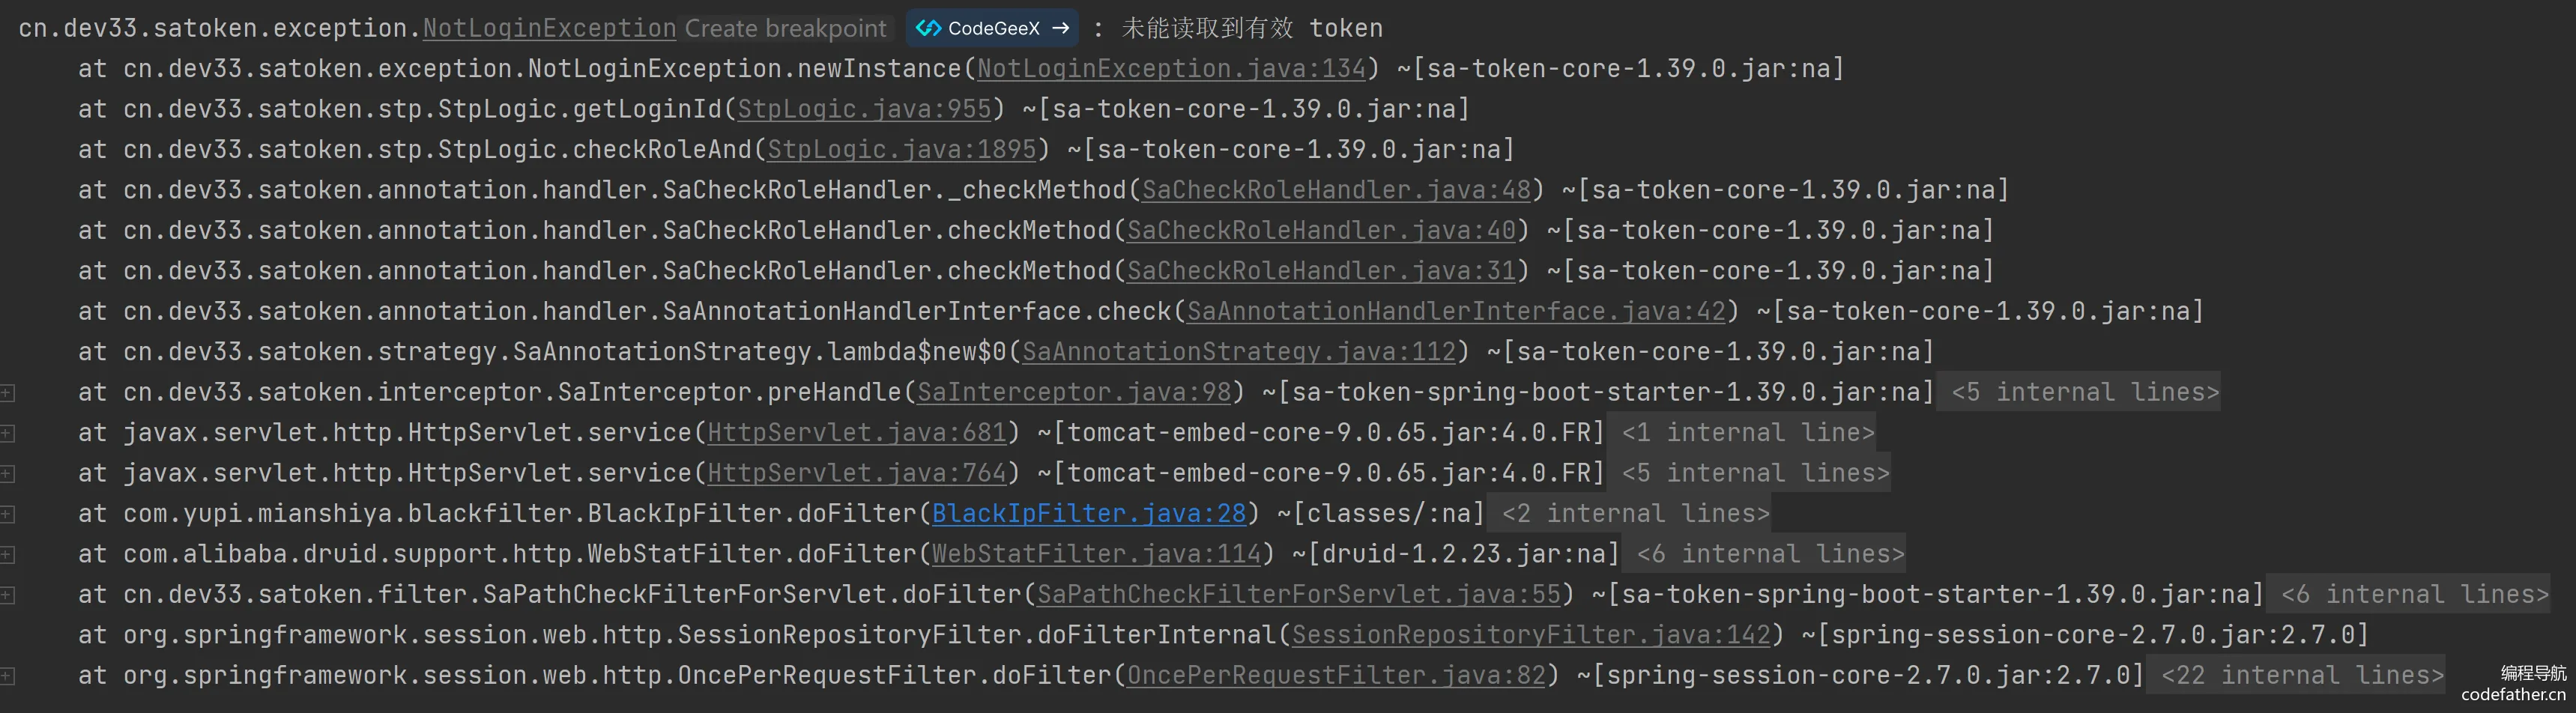 cn.dev33.satoken.exception.NotLoginException Create breakpoint CodeGeeX → : 未能读取到有效 token
at cn.dev33.satoken.exception.NotLoginException.newInstance(NotLoginException.java:134) ~[sa-token-core-1.39.0.jar:na]
at cn.dev33.satoken.stp.StpLogic.getLoginId(StpLogic.java:955) ~[sa-token-core-1.39.0.jar:na]
at cn.dev33.satoken.stp.StpLogic.checkRoleAnd(StpLogic.java:1895) ~[sa-token-core-1.39.0.jar:na]
at cn.dev33.satoken.annotation.handler.SaCheckRoleHandler._checkMethod(SaCheckRoleHandler.java:48) ~[sa-token-core-1.39.0.jar:na]
at cn.dev33.satoken.annotation.handler.SaCheckRoleHandler.checkMethod(SaCheckRoleHandler.java:40) ~[sa-token-core-1.39.0.jar:na]
at cn.dev33.satoken.annotation.handler.SaCheckRoleHandler.checkMethod(SaCheckRoleHandler.java:31) ~[sa-token-core-1.39.0.jar:na]
at cn.dev33.satoken.annotation.handler.SaAnnotationHandlerInterface.check(SaAnnotationHandlerInterface.java:42) ~[sa-token-core-1.39.0.jar:na]
at cn.dev33.satoken.strategy.SaAnnotationStrategy.lambda$new$0(SaAnnotationStrategy.java:112) ~[sa-token-core-1.39.0.jar:na]
at cn.dev33.satoken.interceptor.SaInterceptor.preHandle(SaInterceptor.java:98) ~[sa-token-spring-boot-starter-1.39.0.jar:na] <5 internal lines>
at javax.servlet.http.HttpServlet.service(HttpServlet.java:681) ~[tomcat-embed-core-9.0.65.jar:4.0.FR] <1 internal line>
at javax.servlet.http.HttpServlet.service(HttpServlet.java:764) ~[tomcat-embed-core-9.0.65.jar:4.0.FR] <5 internal lines>
at com.yupi.mianshiya.blackfilter.BlackIpFilter.doFilter(BlackIpFilter.java:28) ~[classes/:na] <2 internal lines>
at com.alibaba.druid.support.http.WebStatFilter.doFilter(WebStatFilter.java:114) ~[druid-1.2.23.jar:na] <6 internal lines>
at cn.dev33.satoken.filter.SaPathCheckFilterForServlet.doFilter(SaPathCheckFilterForServlet.java:55) ~[sa-token-spring-boot-starter-1.39.0.jar:na] <6 internal lines>
at org.springframework.session.web.http.SessionRepositoryFilter.doFilterInternal(SessionRepositoryFilter.java:142) ~[spring-session-core-2.7.0.jar:2.7.0]
at org.springframework.session.web.http.OncePerRequestFilter.doFilter(OncePerRequestFilter.java:82) ~[spring-session-core-2.7.0.jar:2.7.0] <22 internal lines>
编程导航
codefather.cn